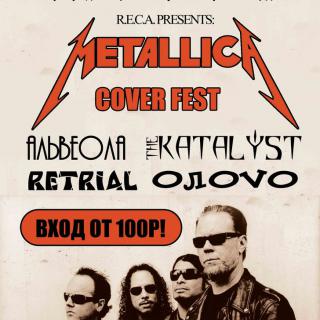 R.E.C.A. PRESENTS:
METALLICA
COVER FEST
АЛЬВЕОЛА THE KATALYST
RETRIAL ОЛОVО
ВХОД ОТ 100Р!